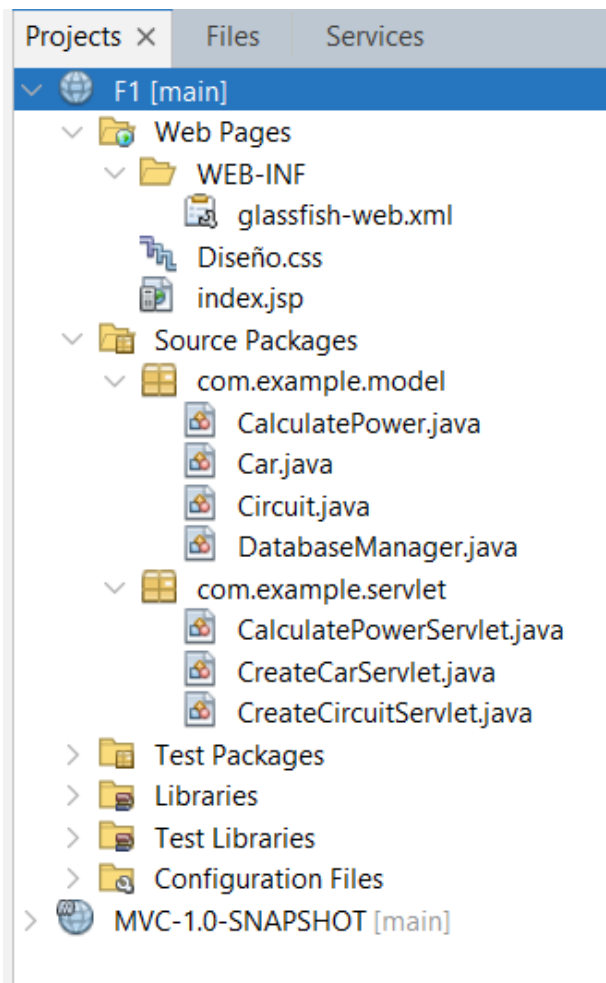 Projects × Files Services
F1 [main]
Web Pages
WEB-INF
glassfish-web.xml
Diseño.css
index.jsp
Source Packages
com.example.model
CalculatePower.java
Car.java
Circuit.java
DatabaseManager.java
com.example.servlet
CalculatePowerServlet.java
CreateCarServlet.java
CreateCircuitServlet.java
Test Packages
Libraries
Test Libraries
Configuration Files
MVC-1.0-SNAPSHOT [main]